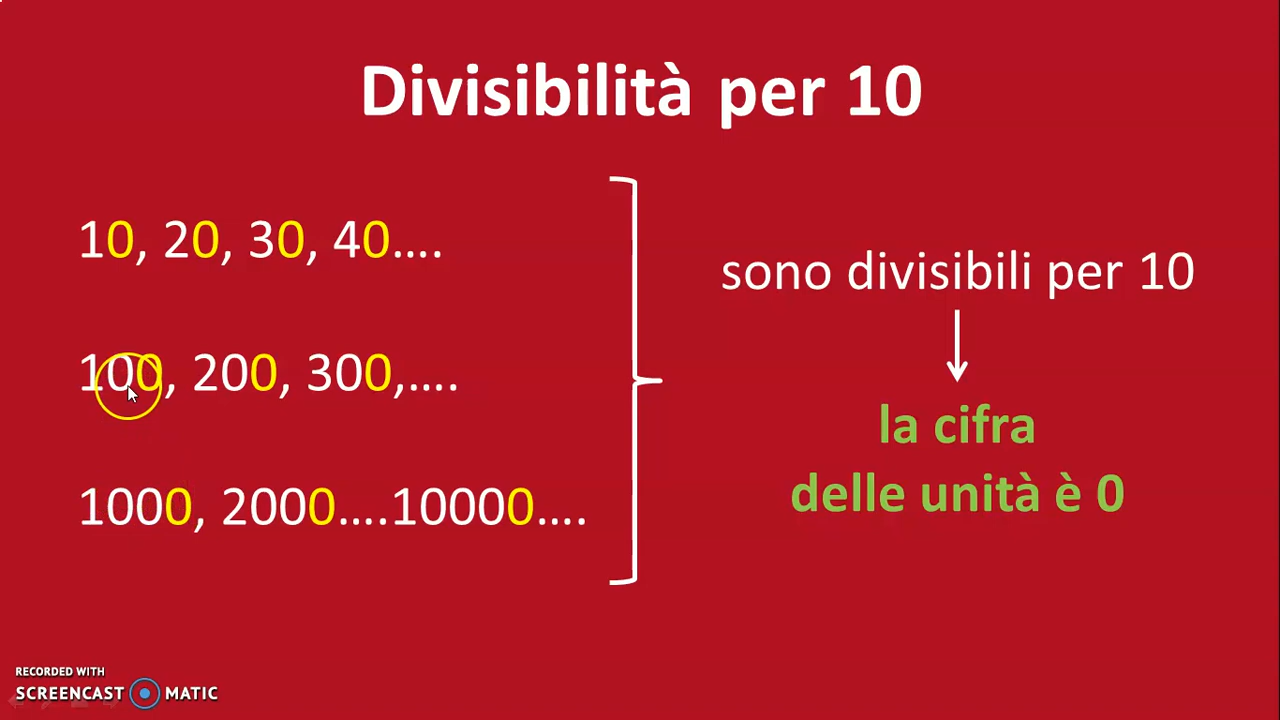 Divisibilità per 10
10, 20, 30, 40....
100, 200, 300,....
1000, 2000....10000....
sono divisibili per 10
la cifra
delle unità è 0
RECORDED WITH
SCREENCAST MATIC